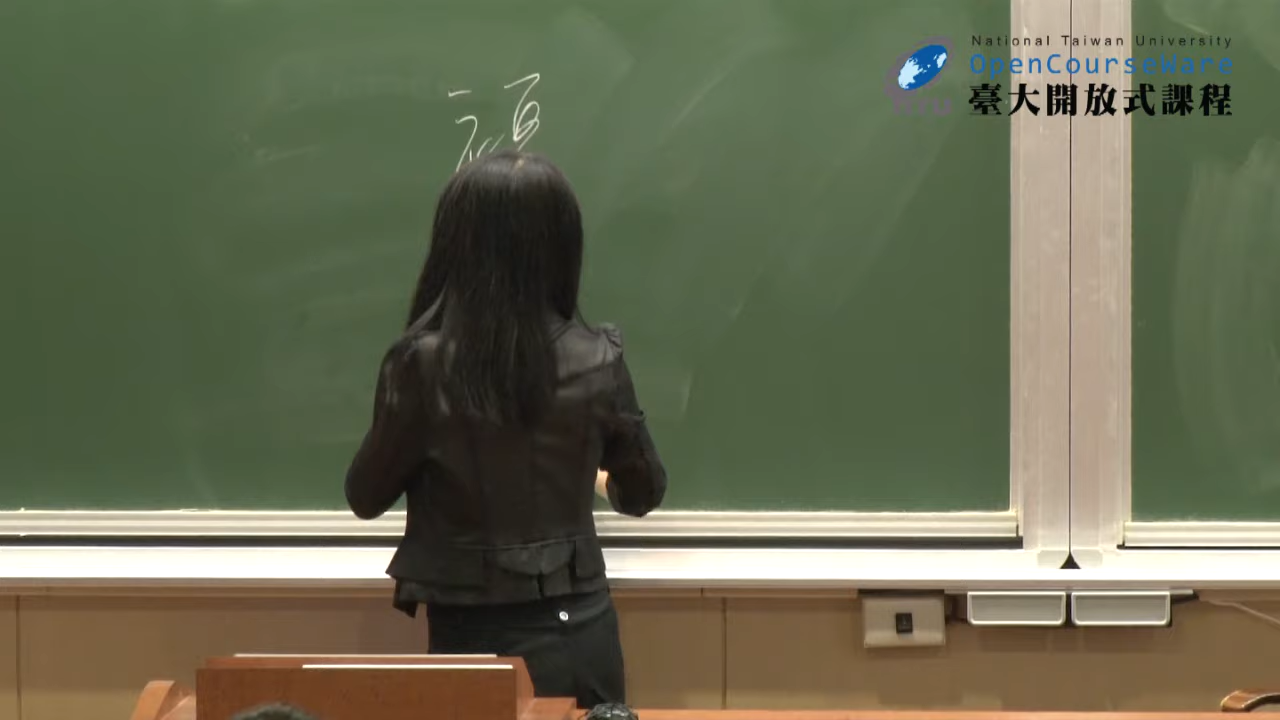 National Taiwan University
OpenCourseWare
臺大開放式課程